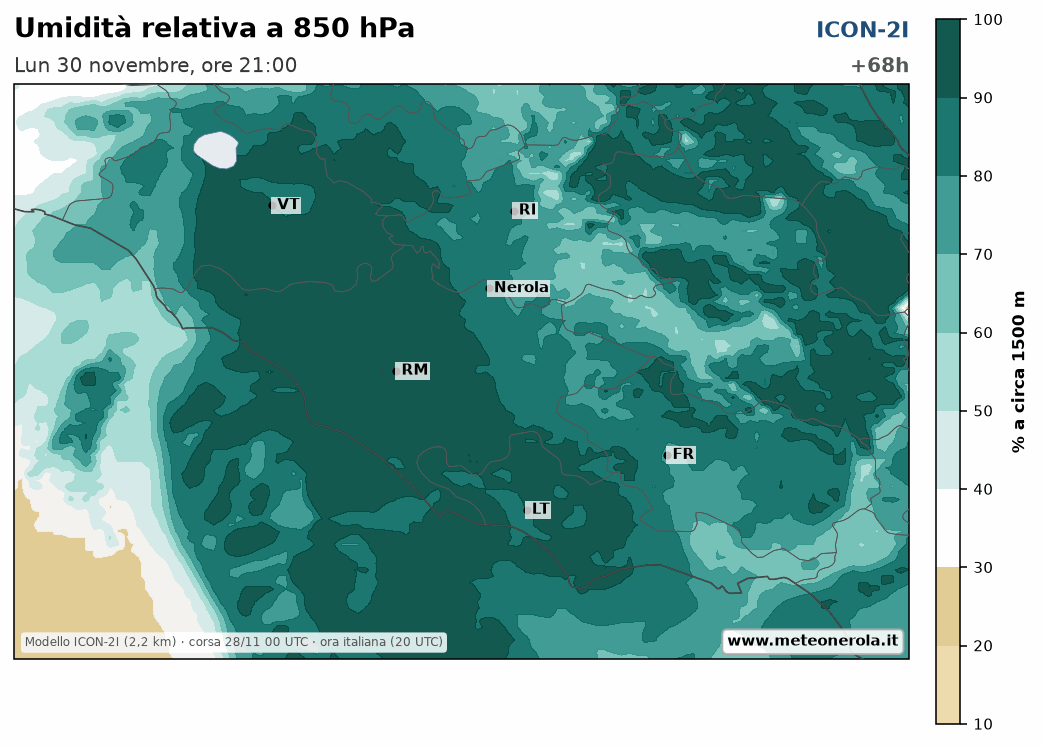 Umidità relativa a 850 hPa
ICON-2I
Lun 30 novembre, ore 21:00
+68h
100
90
80
70
60
50
40
30
20
10
% a circa 1500 m
VT
RI
Nerola
RM
FR
LT
Modello ICON-2I (2,2 km) · corsa 28/11 00 UTC · ora italiana (20 UTC)
www.meteonerola.it